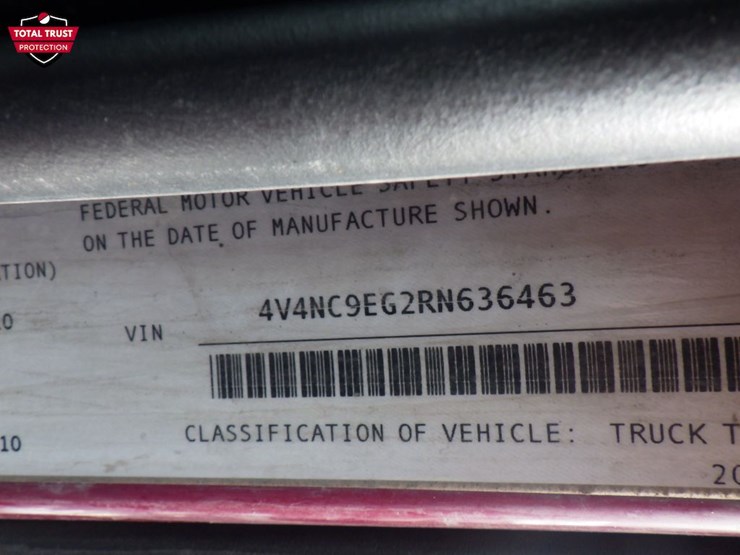 TOTAL TRUST
PROTECTION
FEDERAL MOTOR VEHICLE SAFETY
ON THE DATE OF MANUFACTURE SHOWN.
TION)
VIN 4V4NC9EG2RN636463
10
CLASSIFICATION OF VEHICLE: TRUCK T